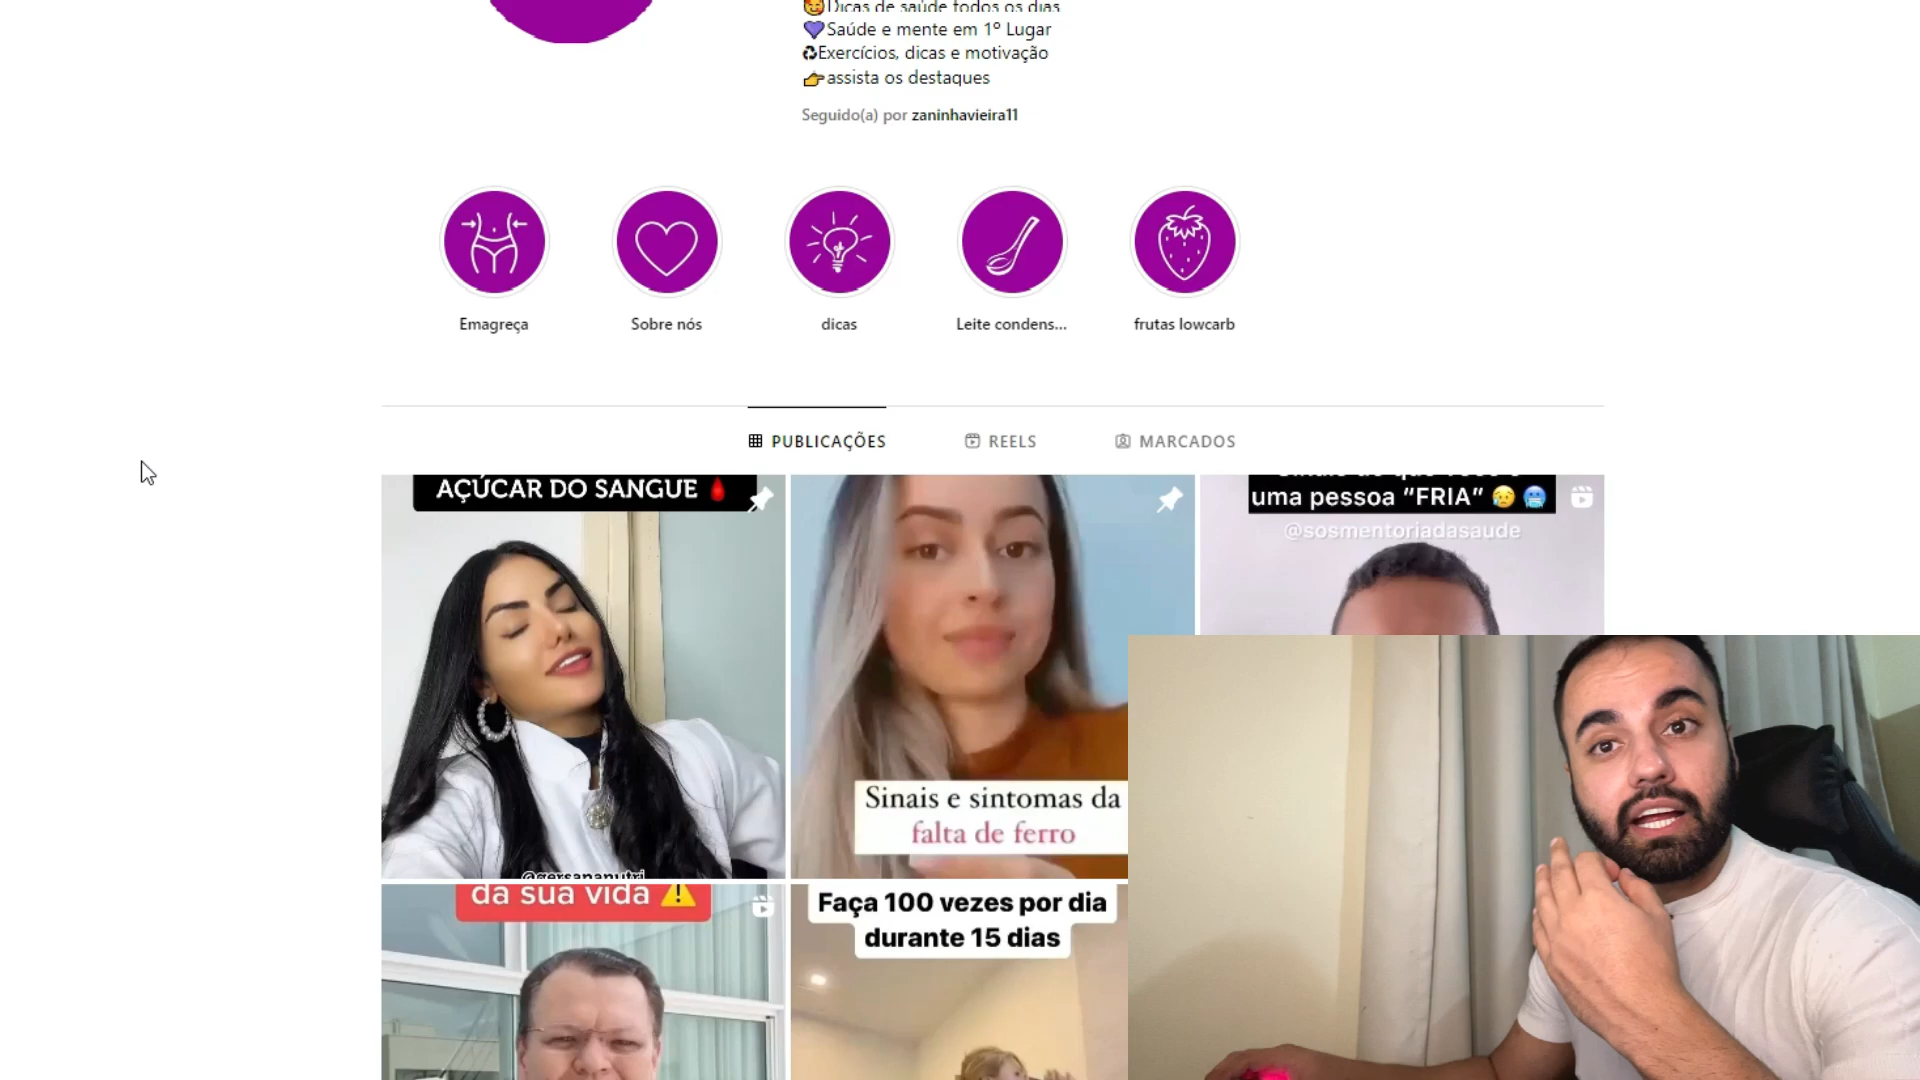 Dicas de saúde todos os dias
Saúde e mente em 1º Lugar
Exercícios, dicas e motivação
assista os destaques
Seguido(a) por zaninhavieira11
Emagreça
Sobre nós
dicas
Leite condens...
frutas lowcarb
PUBLICAÇÕES
REELS
MARCADOS
AÇÚCAR DO SANGUE
uma pessoa “FRIA”
@sosmentoriadasaude
Sinais e sintomas da
falta de ferro
@gersananutri
da sua vida
Faça 100 vezes por dia
durante 15 dias